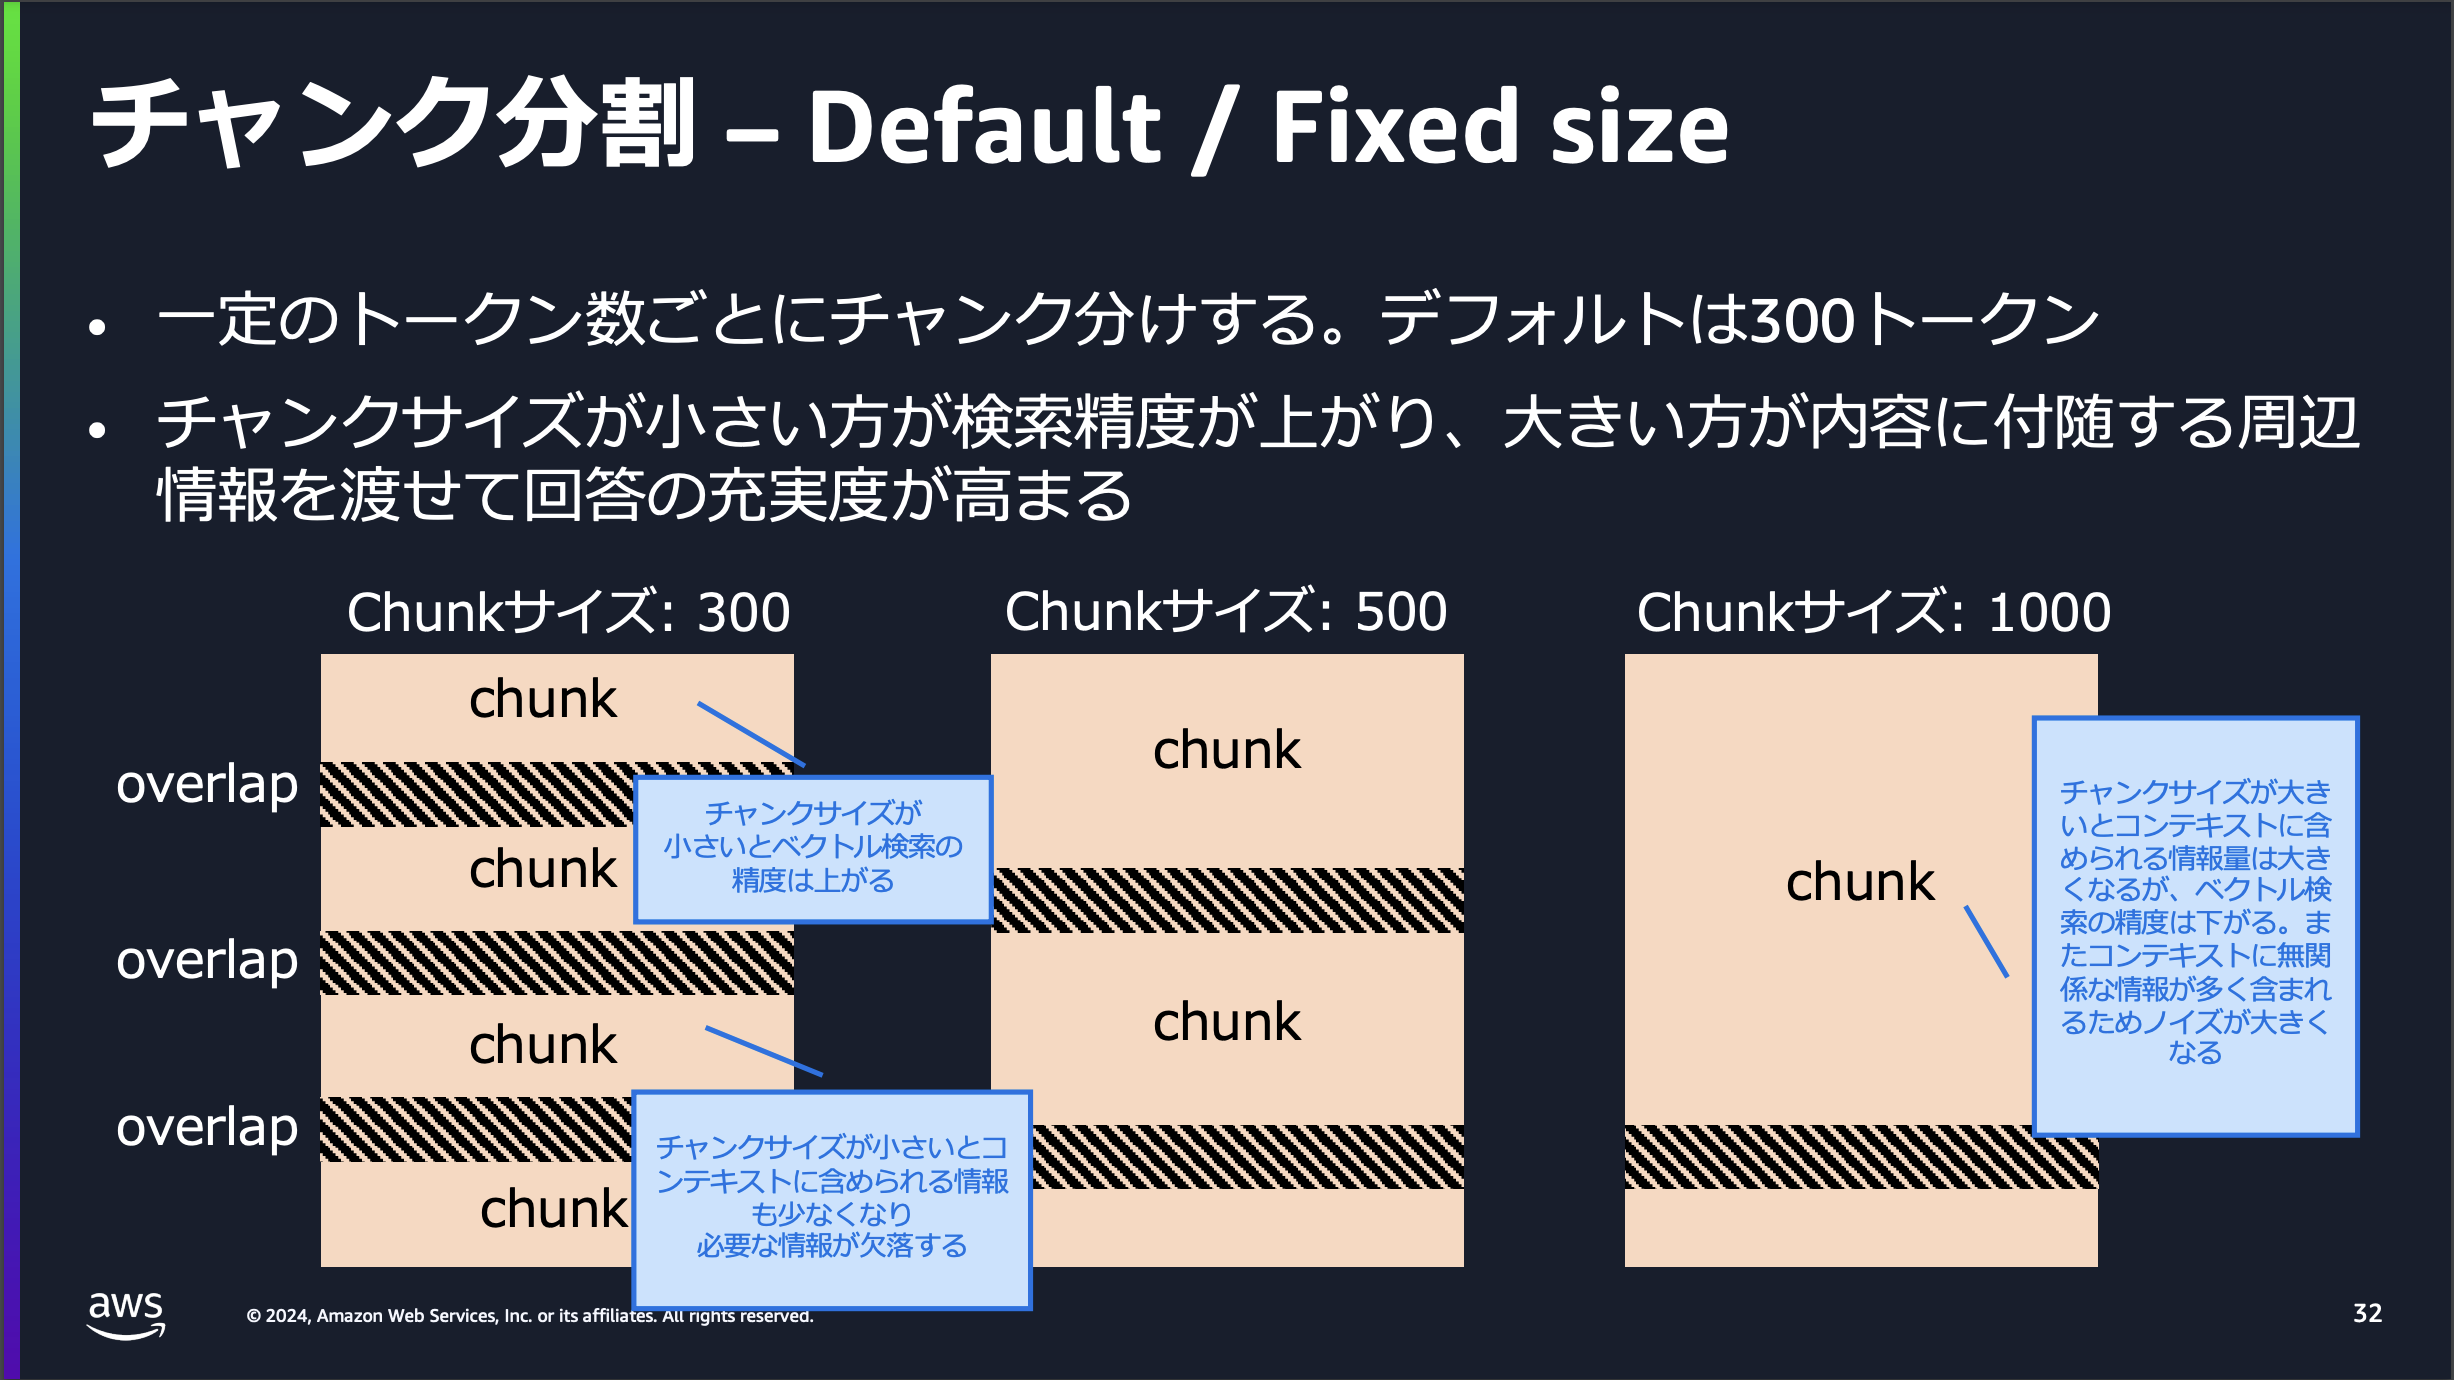 チャンク分割 – Default / Fixed size
• 一定のトークン数ごとにチャンク分けする。デフォルトは300トークン
• チャンクサイズが小さい方が検索精度が上がり、大きい方が内容に付随する周辺
情報を渡せて回答の充実度が高まる
Chunkサイズ: 300
chunk
overlap
chunk
overlap
chunk
overlap
chunk
チャンクサイズが
小さいとベクトル検索の
精度は上がる
チャンクサイズが小さいとコ
ンテキストに含められる情報
も少なくなり
必要な情報が欠落する
Chunkサイズ: 500
chunk
chunk
Chunkサイズ: 1000
chunk
チャンクサイズが大き
いとコンテキストに含
められる情報量は大き
くなるが、ベクトル検
索の精度は下がる。ま
たコンテキストに無関
係な情報が多く含まれ
るためノイズが大きく
なる
aws
© 2024, Amazon Web Services, Inc. or its affiliates. All rights reserved.
32